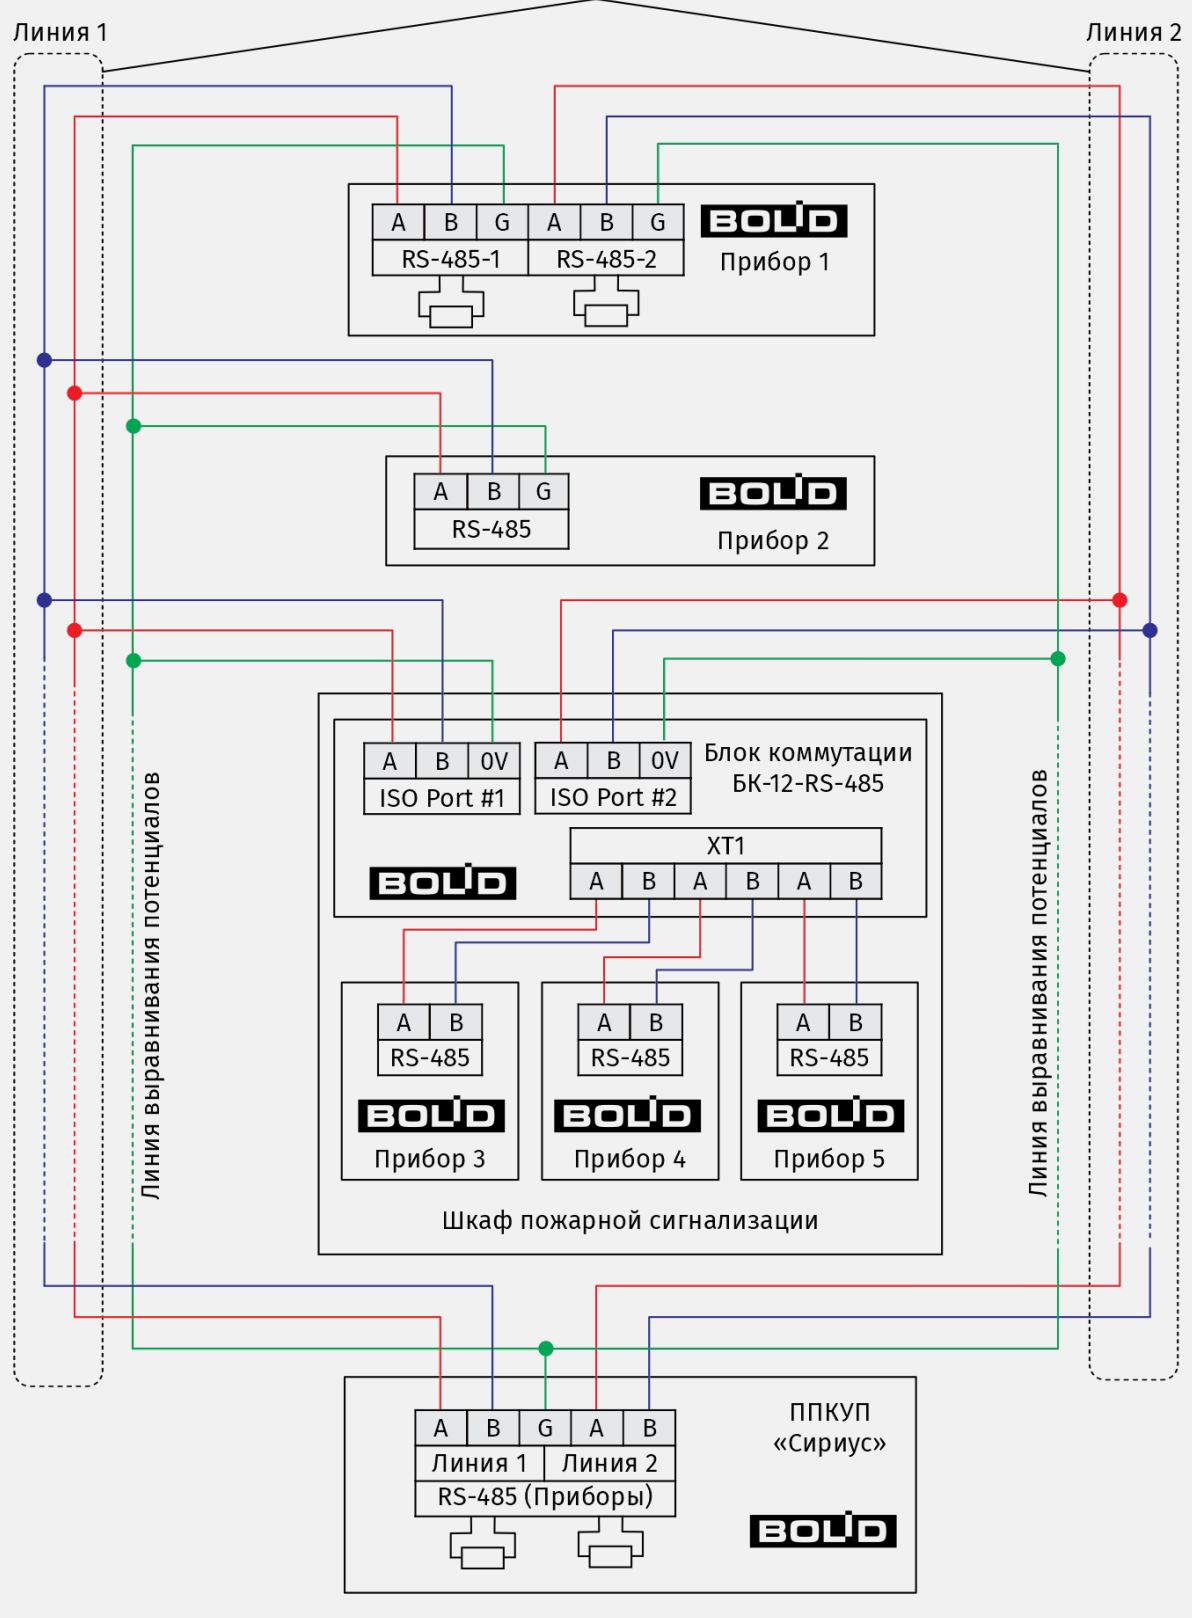 Линия 1
Линия 2
A B G A B G
RS-485-1 RS-485-2
BOLID
Прибор 1
A B G
RS-485
BOLID
Прибор 2
A B 0V
ISO Port #1
A B 0V
ISO Port #2
Блок коммутации
БК-12-RS-485
XT1
A B A B A B
BOLID
Линия выравнивания потенциалов
Линия выравнивания потенциалов
A B
RS-485
BOLID
Прибор 3
A B
RS-485
BOLID
Прибор 4
A B
RS-485
BOLID
Прибор 5
Шкаф пожарной сигнализации
A B G A B
Линия 1 Линия 2
RS-485 (Приборы)
ППКУП
«Сириус»
BOLID